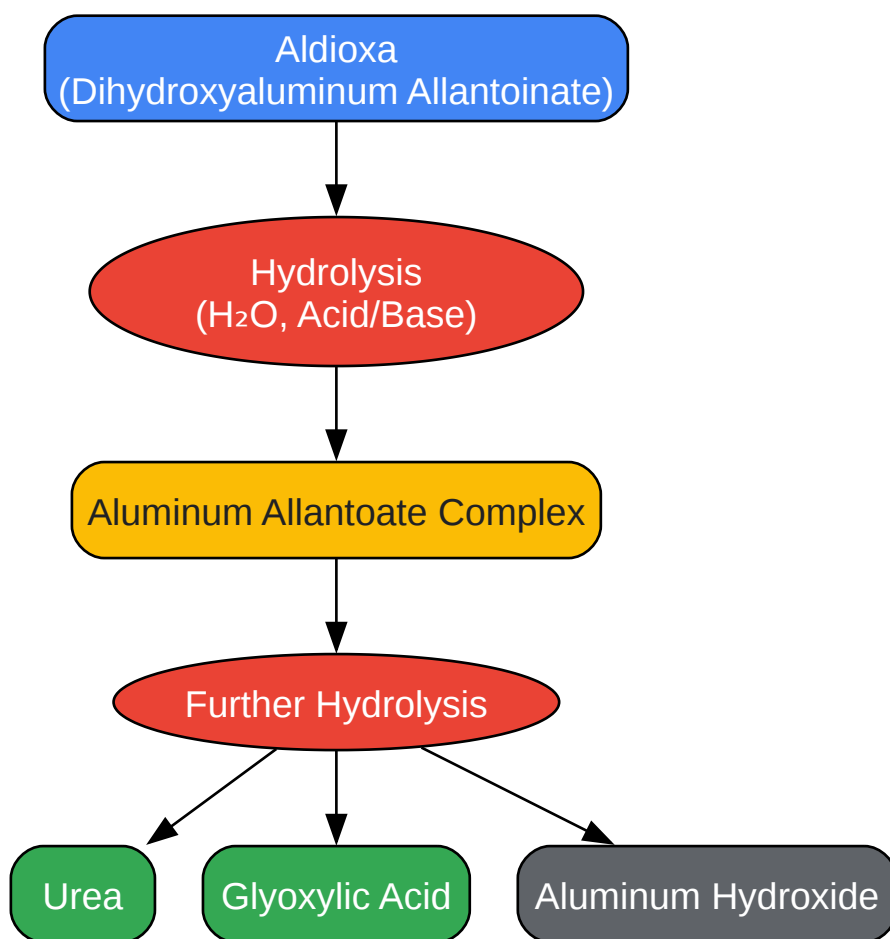 Aldioxa
(Dihydroxyaluminum Allantoinate)
Hydrolysis
(H₂O, Acid/Base)
Aluminum Allantoate Complex
Further Hydrolysis
Urea
Glyoxylic Acid
Aluminum Hydroxide